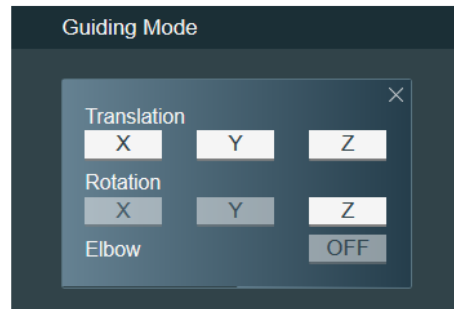 Guiding Mode
Translation
X Y Z
Rotation
X Y Z
Elbow OFF